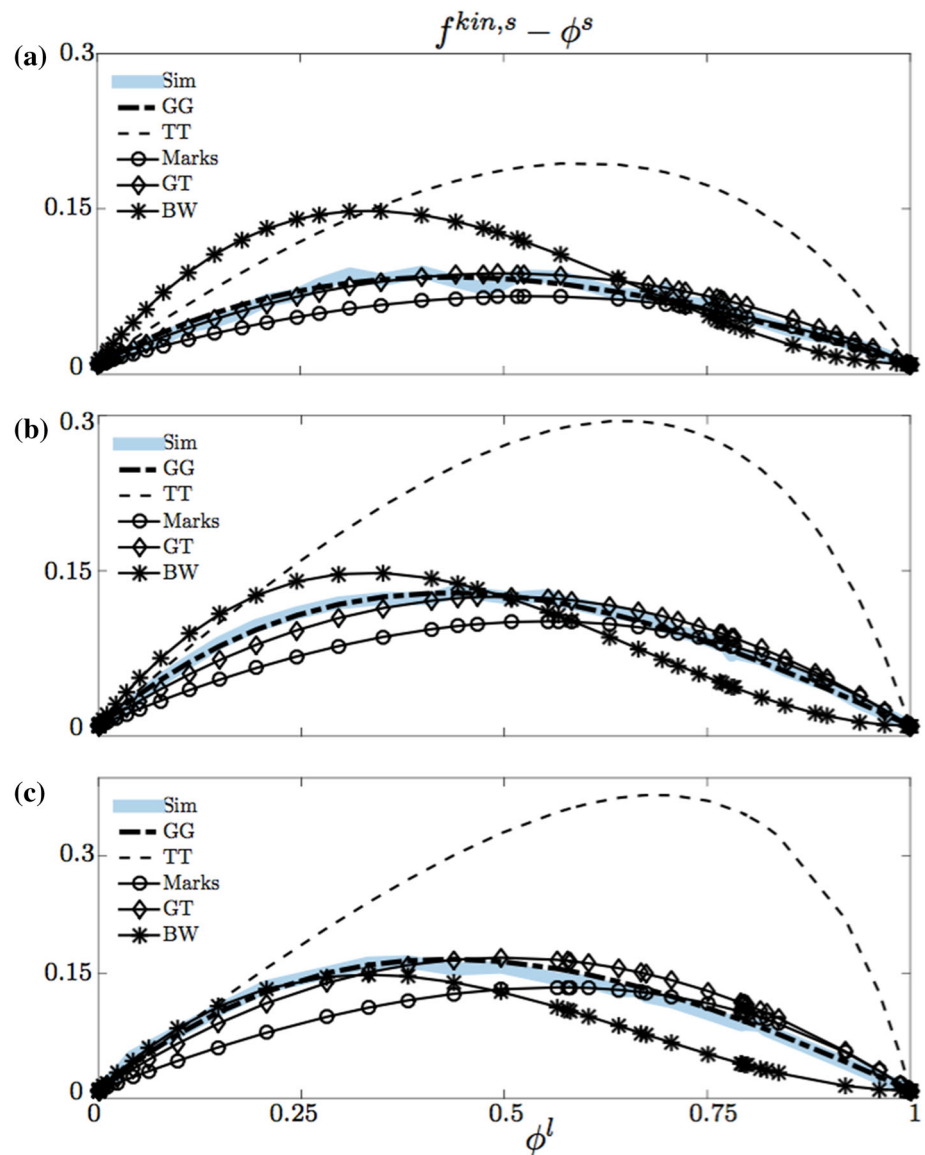 f^{kin,s} − ϕ^s
(a)
0.3
Sim
GG
TT
Marks
GT
BW
0.15
0
(b)
0.3
Sim
GG
TT
Marks
GT
BW
0.15
0
(c)
Sim
GG
TT
Marks
GT
BW
0.3
0.15
0
0 0.25 0.5 0.75 1
ϕ^l